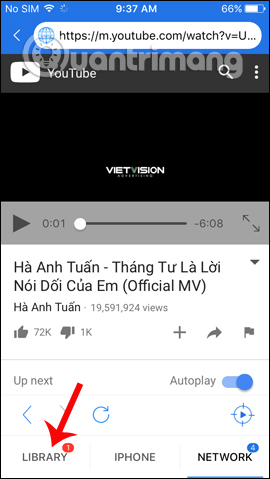 No SIM 9:37 AM 66%
https://m.youtube.com/watch?v=U...
uantrimang
YouTube
VIETVISION
ADVERTISING
0:01 -6:08
Hà Anh Tuấn - Tháng Tư Là Lời
Nói Dối Của Em (Official MV)
Hà Anh Tuấn · 19,591,924 views
72K 1K
Up next Autoplay
LIBRARY 1 IPHONE NETWORK 4